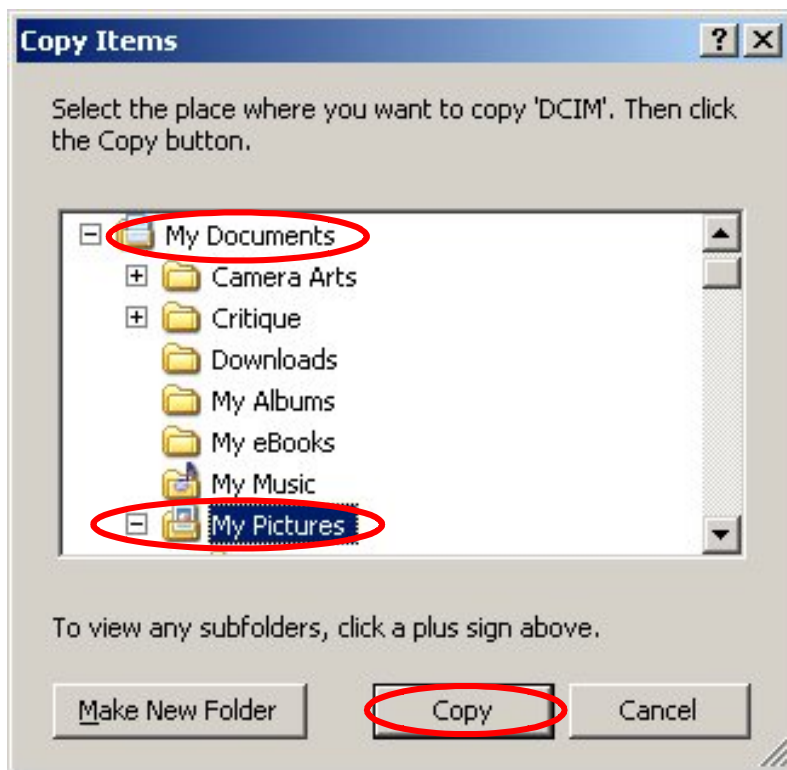 Copy Items
Select the place where you want to copy 'DCIM'. Then click
the Copy button.
My Documents
Camera Arts
Critique
Downloads
My Albums
My eBooks
My Music
My Pictures
To view any subfolders, click a plus sign above.
Make New Folder Copy Cancel